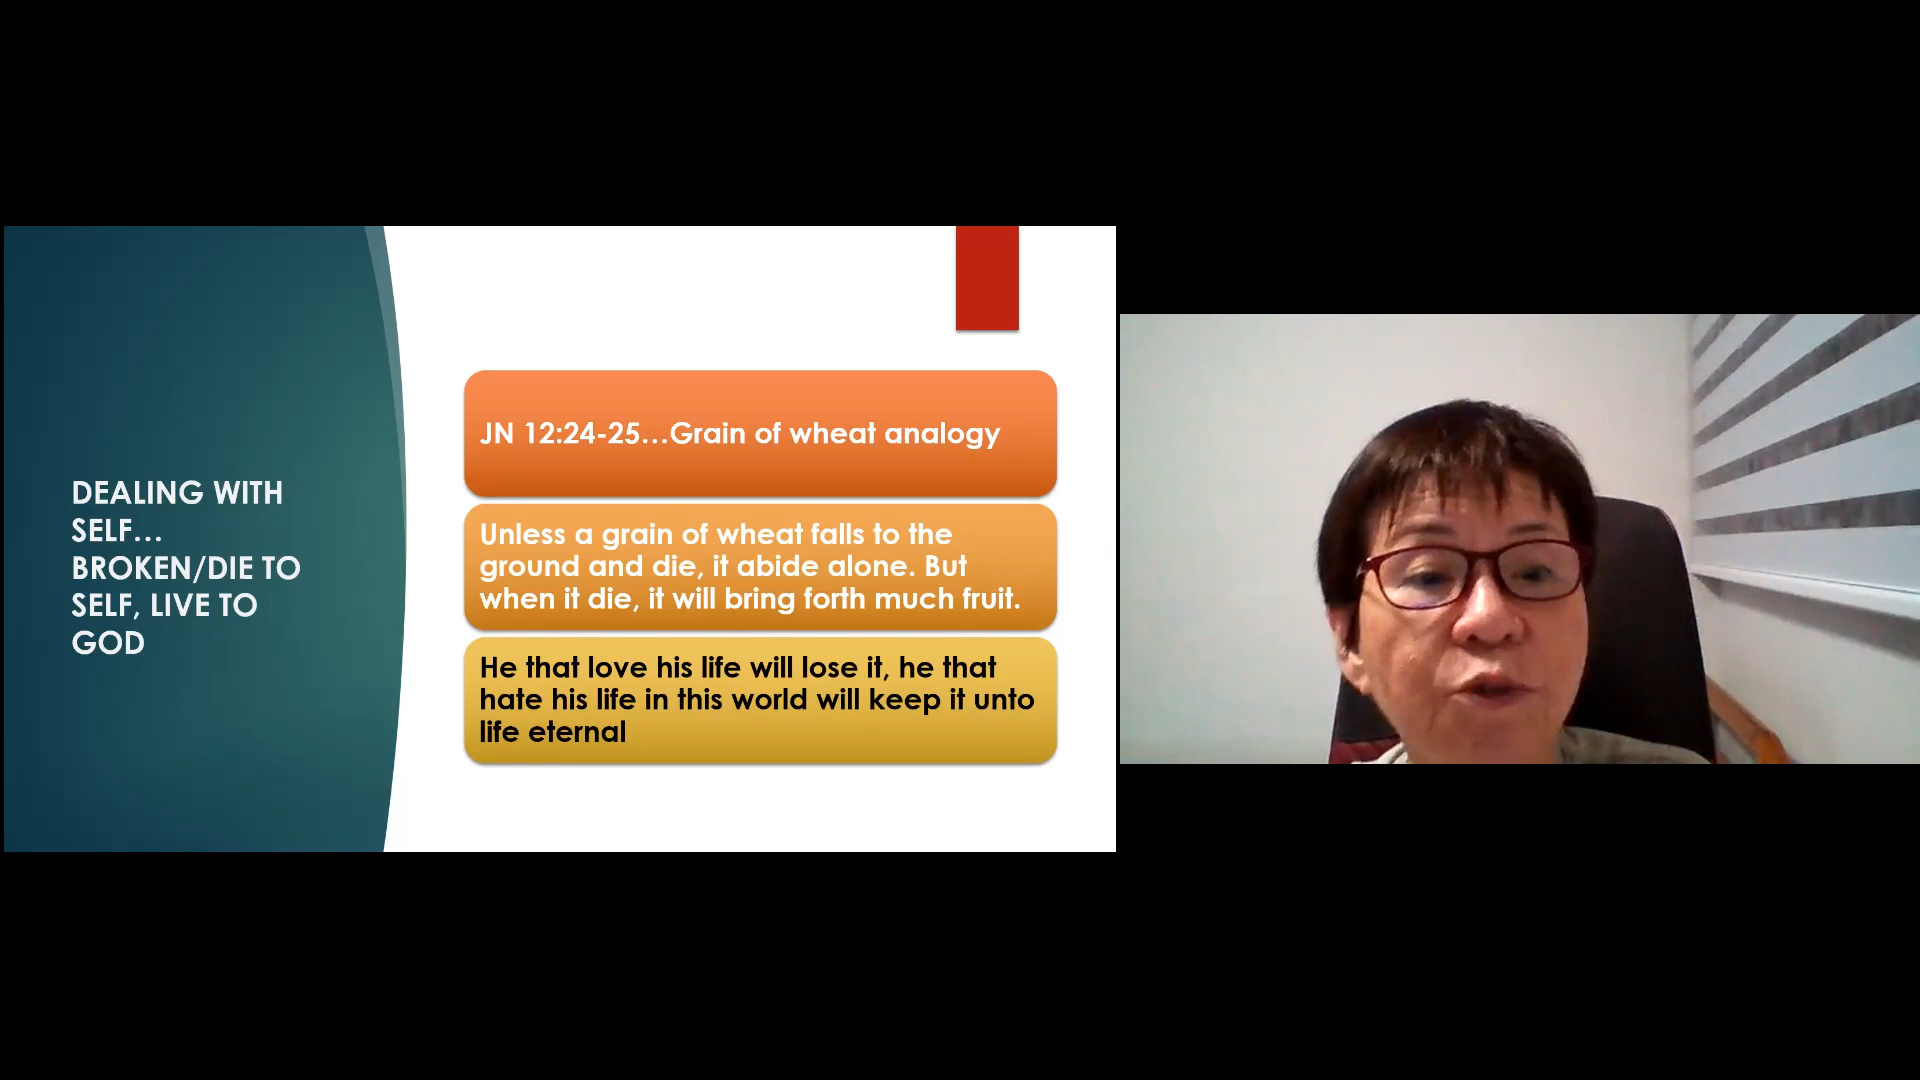 DEALING WITH
SELF...
BROKEN/DIE TO
SELF, LIVE TO
GOD
JN 12:24-25...Grain of wheat analogy
Unless a grain of wheat falls to the
ground and die, it abide alone. But
when it die, it will bring forth much fruit.
He that love his life will lose it, he that
hate his life in this world will keep it unto
life eternal